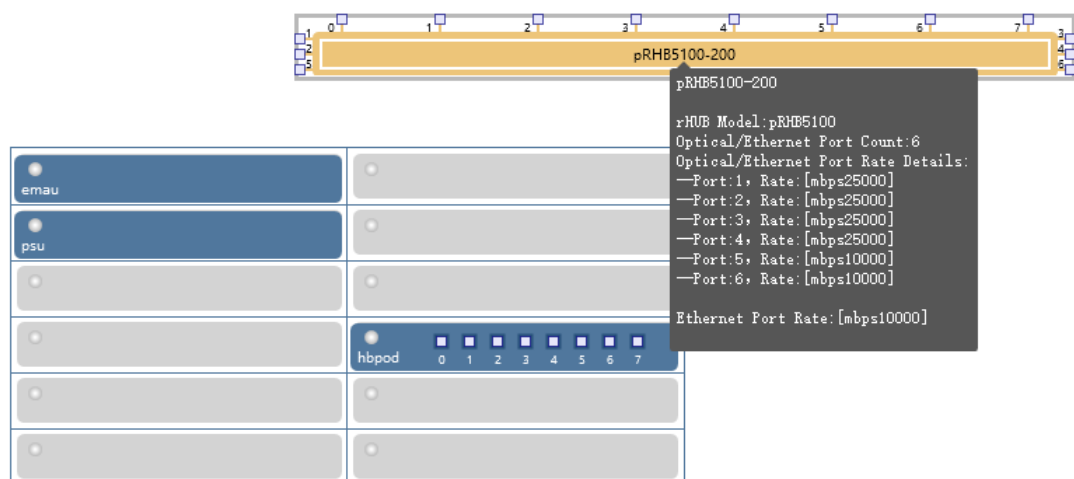 0 1 2 3 4 5 6 7
1 3
2 4
5 6
pRHB5100-200
pRHB5100-200
rHUB Model:pRHB5100
Optical/Ethernet Port Count:6
Optical/Ethernet Port Rate Details:
—Port:1, Rate:[mbps25000]
—Port:2, Rate:[mbps25000]
—Port:3, Rate:[mbps25000]
—Port:4, Rate:[mbps25000]
—Port:5, Rate:[mbps10000]
—Port:6, Rate:[mbps10000]
Ethernet Port Rate:[mbps10000]
emau
psu
hbpod 0 1 2 3 4 5 6 7